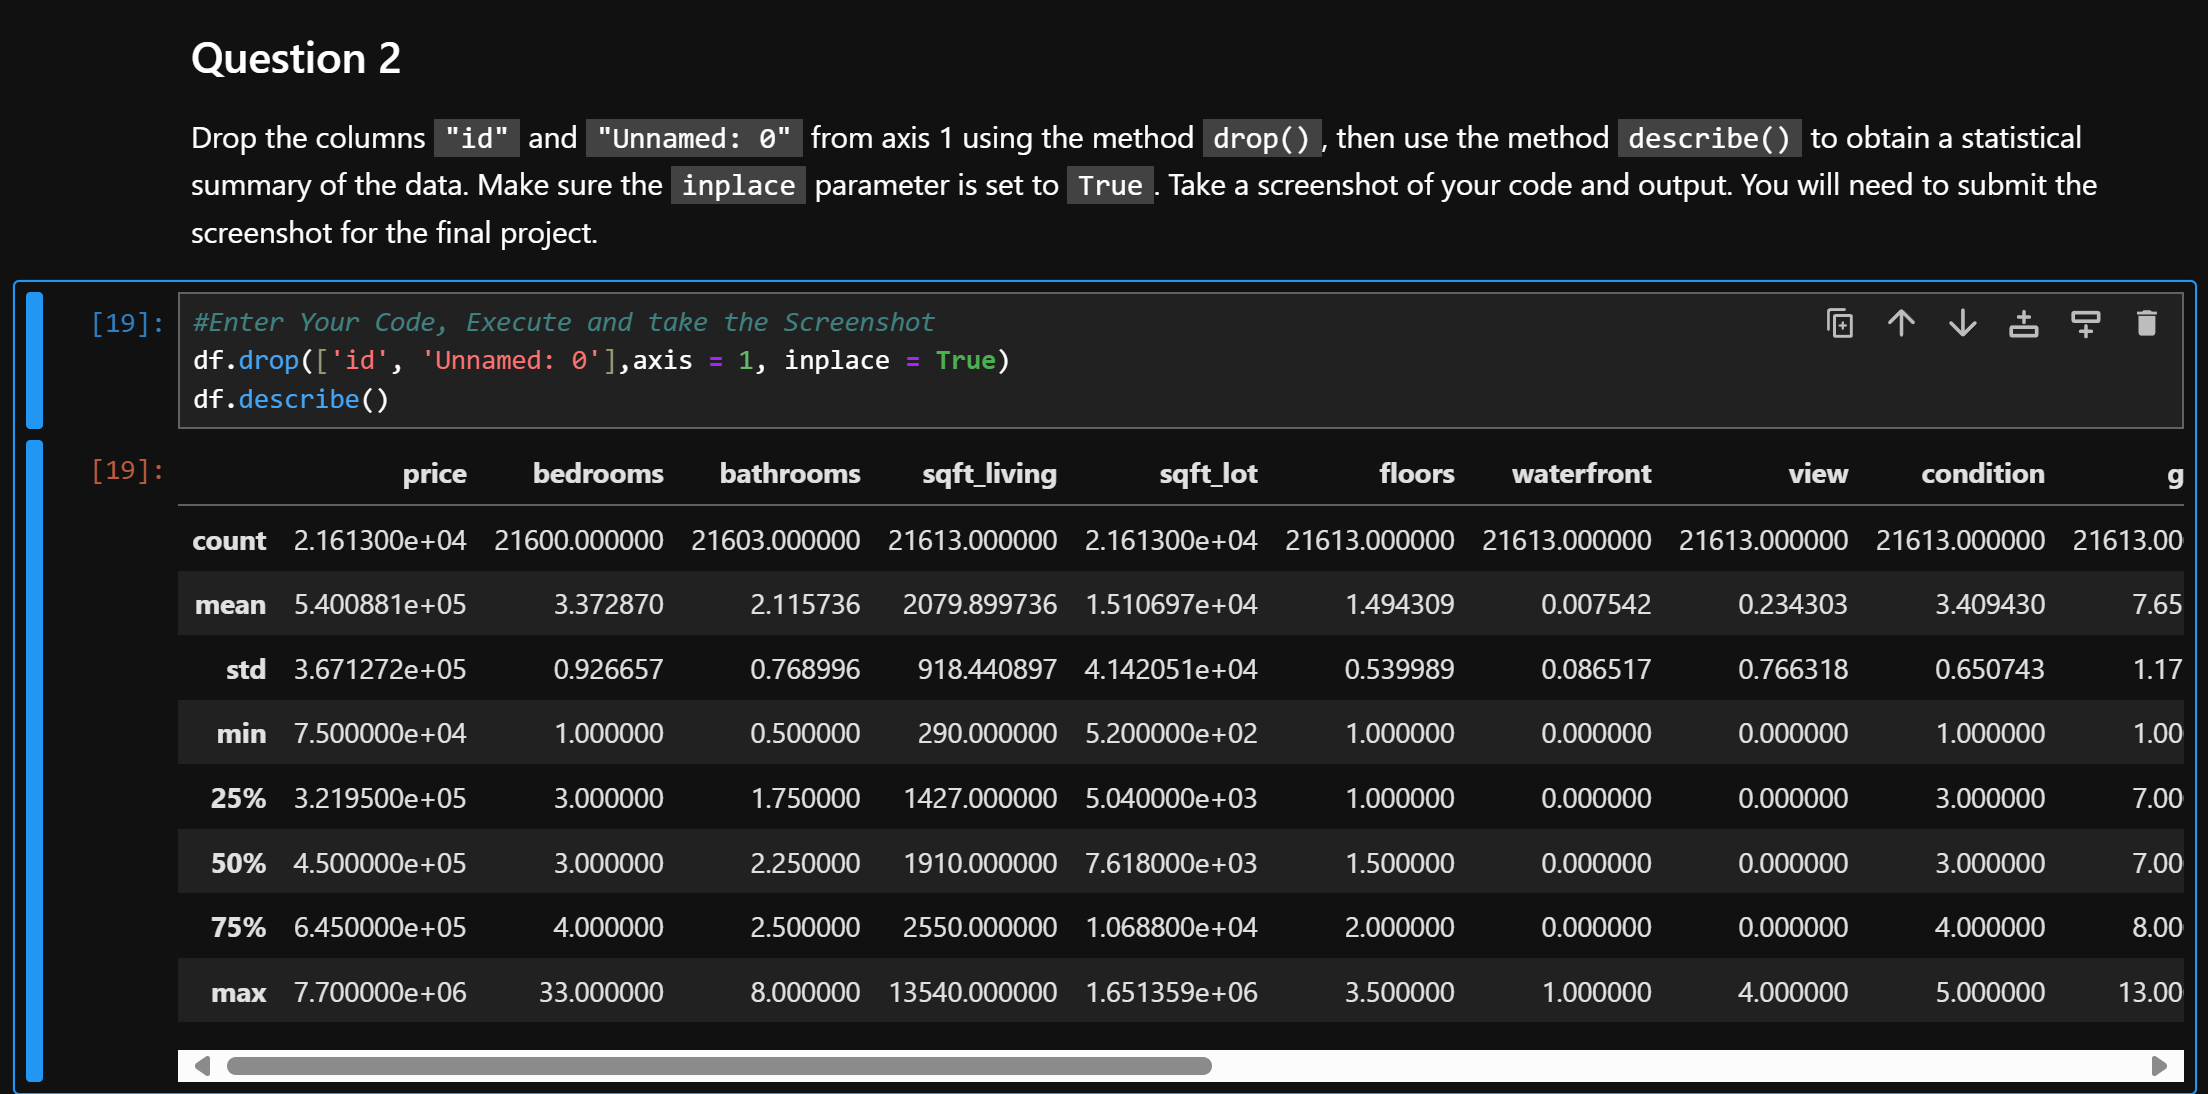 Question 2
Drop the columns "id" and "Unnamed: 0" from axis 1 using the method drop(), then use the method describe() to obtain a statistical
summary of the data. Make sure the inplace parameter is set to True. Take a screenshot of your code and output. You will need to submit the
screenshot for the final project.
[19]: #Enter Your Code, Execute and take the Screenshot
df.drop(['id', 'Unnamed: 0'],axis = 1, inplace = True)
df.describe()
[19]: price bedrooms bathrooms sqft_living sqft_lot floors waterfront view condition g
count 2.161300e+04 21600.000000 21603.000000 21613.000000 2.161300e+04 21613.000000 21613.000000 21613.000000 21613.000000 21613.00
mean 5.400881e+05 3.372870 2.115736 2079.899736 1.510697e+04 1.494309 0.007542 0.234303 3.409430 7.65
std 3.671272e+05 0.926657 0.768996 918.440897 4.142051e+04 0.539989 0.086517 0.766318 0.650743 1.17
min 7.500000e+04 1.000000 0.500000 290.000000 5.200000e+02 1.000000 0.000000 0.000000 1.000000 1.00
25% 3.219500e+05 3.000000 1.750000 1427.000000 5.040000e+03 1.000000 0.000000 0.000000 3.000000 7.00
50% 4.500000e+05 3.000000 2.250000 1910.000000 7.618000e+03 1.500000 0.000000 0.000000 3.000000 7.00
75% 6.450000e+05 4.000000 2.500000 2550.000000 1.068800e+04 2.000000 0.000000 0.000000 4.000000 8.00
max 7.700000e+06 33.000000 8.000000 13540.000000 1.651359e+06 3.500000 1.000000 4.000000 5.000000 13.00